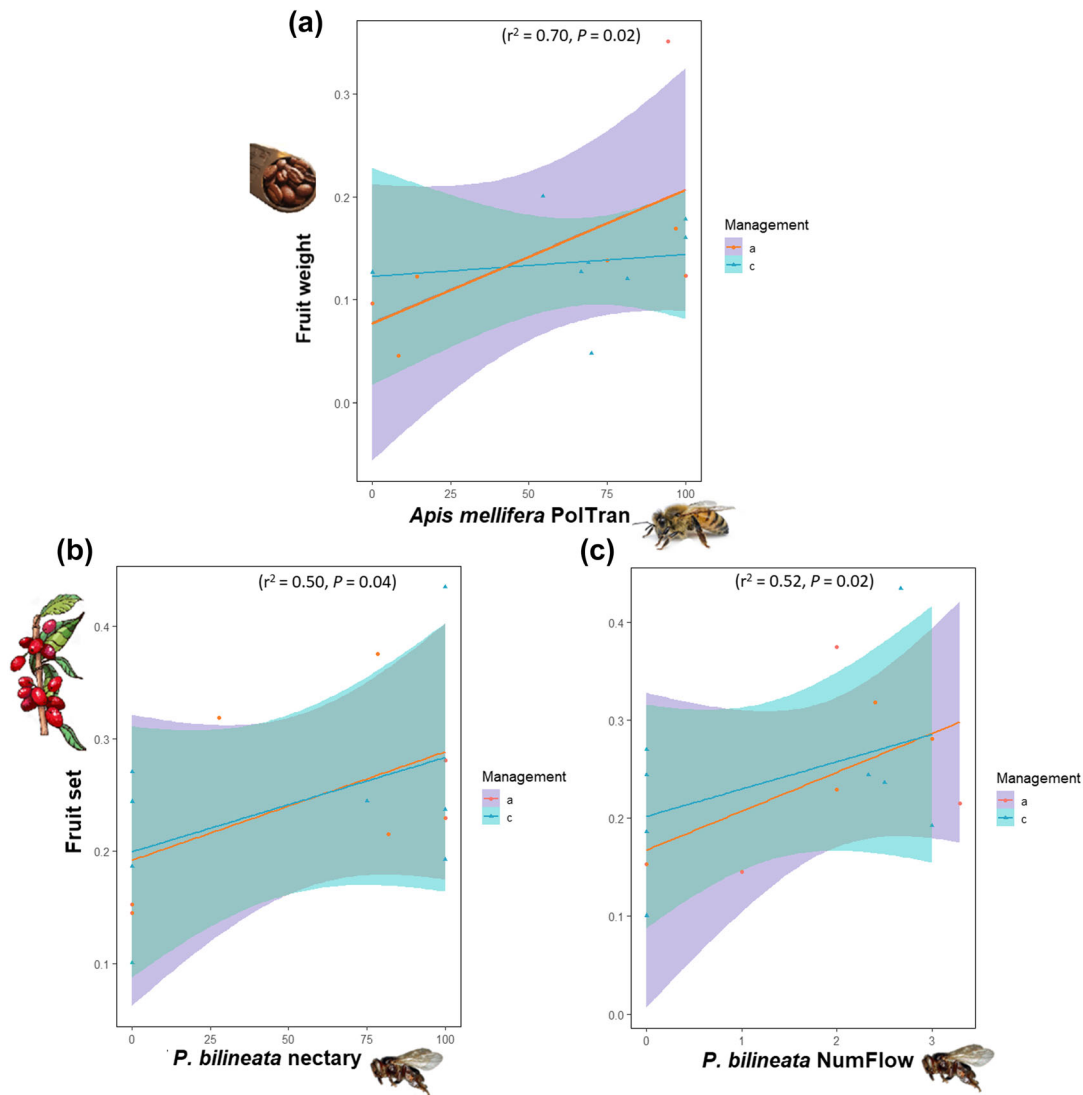 (a)
(r² = 0.70, P = 0.02)
Fruit weight
0.3
0.2
0.1
0.0
0 25 50 75 100
Apis mellifera PolTran
Management
a
c
(b)
(r² = 0.50, P = 0.04)
Fruit set
0.4
0.3
0.2
0.1
0 25 50 75 100
P. bilineata nectary
Management
a
c
(c)
(r² = 0.52, P = 0.02)
0.4
0.3
0.2
0.1
0.0
0 1 2 3
P. bilineata NumFlow
Management
a
c